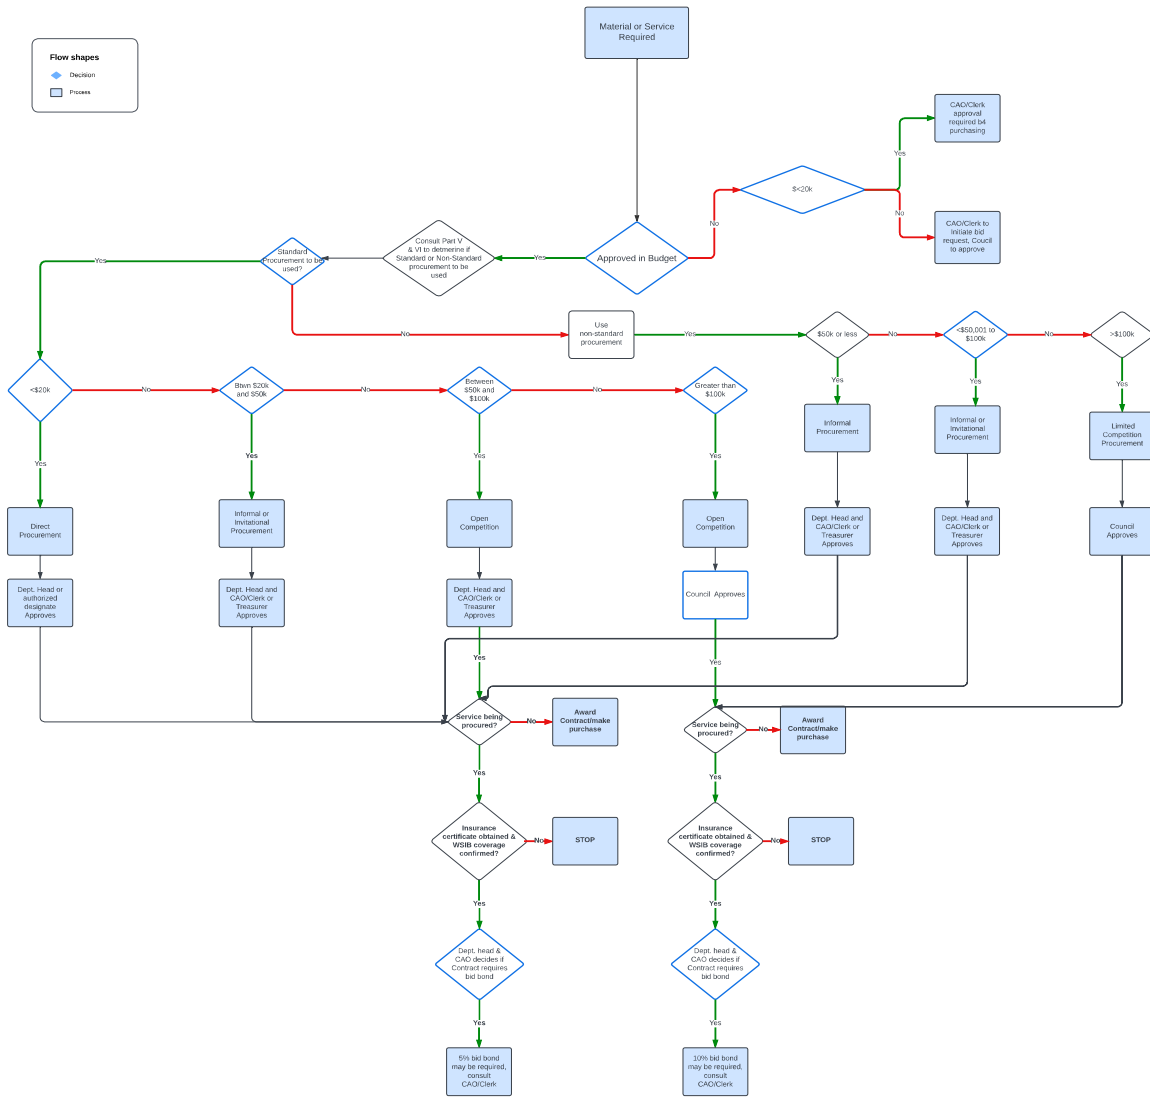 Material or Service
Required
Flow shapes
Decision
Process
CAO/Clerk
approval
required b4
purchasing
Yes
$<20k
No
No
CAO/Clerk to
initiate bid
request, Coucil
to approve
Consult Part V
& VI to detmerine if
Standard or Non-Standard
procurement to be
used
Standard
Procurement to be
used?
Yes
Approved in Budget
Yes
No
Use
non-standard
procurement
Yes
$50k or less
No
<$50,001 to
$100k
No
>$100k
<$20k
No
Btwn $20k
and $50k
No
Between
$50k and
$100k
No
Greater than
$100k
Yes
Yes
Yes
Informal
Procurement
Informal or
Invitational
Procurement
Limited
Competition
Procurement
Yes
Yes
Yes
Yes
Direct
Procurement
Informal or
Invitational
Procurement
Open
Competition
Open
Competition
Dept. Head and
CAO/Clerk or
Treasurer
Approves
Dept. Head and
CAO/Clerk or
Treasurer
Approves
Council
Approves
Dept. Head or
authorized
designate
Approves
Dept. Head and
CAO/Clerk or
Treasurer
Approves
Dept. Head and
CAO/Clerk or
Treasurer
Approves
Council Approves
Yes
Yes
Service being
procured?
No
Award
Contract/make
purchase
Service being
procured?
No
Award
Contract/make
purchase
Yes
Yes
Insurance
certificate obtained &
WSIB coverage
confirmed?
No
STOP
Insurance
certificate obtained &
WSIB coverage
confirmed?
No
STOP
Yes
Yes
Dept. head &
CAO decides if
Contract requires
bid bond
Dept. head &
CAO decides if
Contract requires
bid bond
Yes
Yes
5% bid bond
may be required,
consult
CAO/Clerk
10% bid bond
may be required,
consult
CAO/Clerk